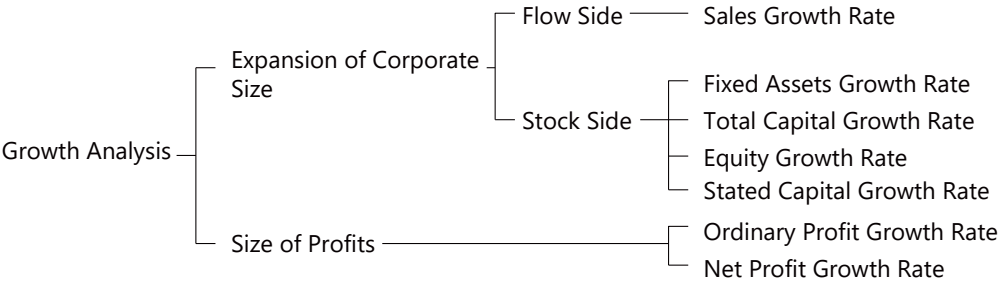 Flow Side
Sales Growth Rate
Expansion of Corporate
Size
Fixed Assets Growth Rate
Stock Side
Total Capital Growth Rate
Growth Analysis
Equity Growth Rate
Stated Capital Growth Rate
Size of Profits
Ordinary Profit Growth Rate
Net Profit Growth Rate